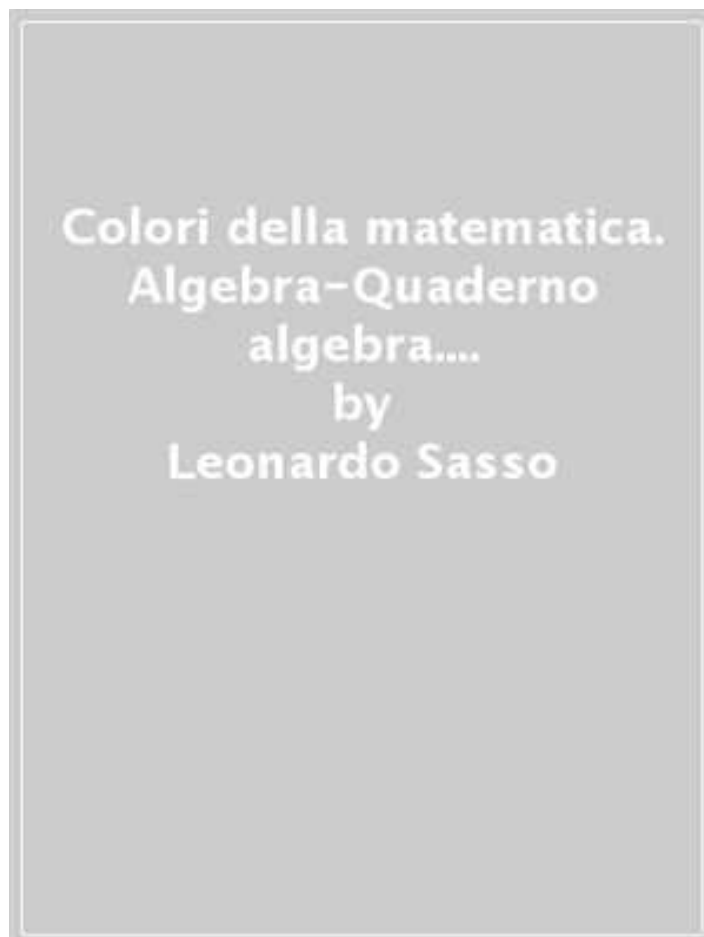 Colori della matematica.
Algebra-Quaderno
algebra....
by
Leonardo Sasso